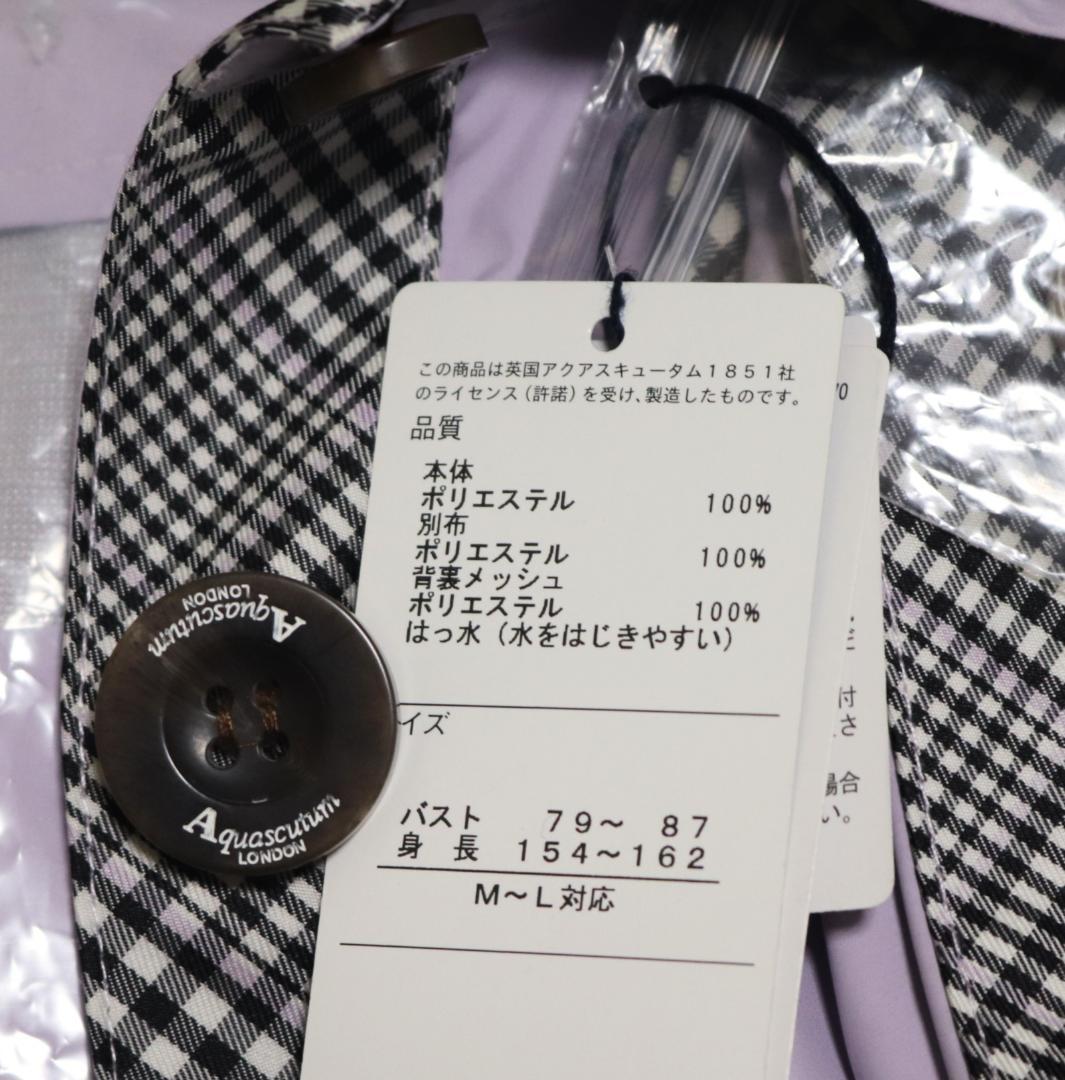 この商品は英国アクアスキュータム1851社
のライセンス（許諾）を受け、製造したものです。
品質
本体
ポリエステル 100%
別布
ポリエステル 100%
背裏メッシュ
ポリエステル 100%
はっ水（水をはじきやすい）
イズ
バスト 79～ 87
身 長 154～162
M～L対応
Aquascutum
LONDON
Aquascutum
LONDON
付
さ
場合
い。